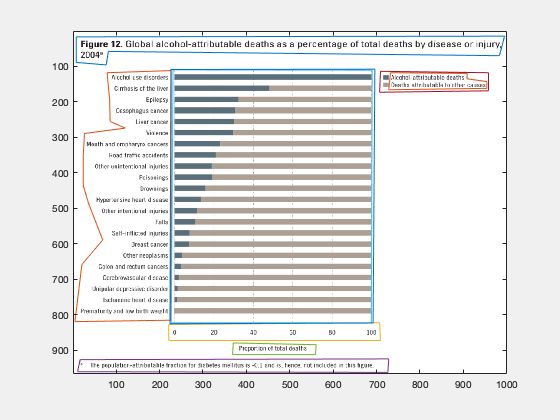 Figure 12. Global alcohol-attributable deaths as a percentage of total deaths by disease or injury,
2004ª
Alcohol-attributable deaths
Deaths attributable to other causes
Alcohol use disorders
Cirrhosis of the liver
Epilepsy
Oesophagus cancer
Liver cancer
Violence
Mouth and oropharynx cancers
Road traffic accidents
Other unintentional injuries
Poisonings
Drownings
Hypertensive heart disease
Other intentional injuries
Falls
Self-inflicted injuries
Breast cancer
Other neoplasms
Colon and rectum cancers
Cerebrovascular disease
Unipolar depressive disorder
Ischaemic heart disease
Prematurity and low birth weight
0 20 40 60 80 100
Proportion of total deaths
ª The population-attributable fraction for diabetes mellitus is -0.1 and is, hence, not included in this figure.
100
200
300
400
500
600
700
800
900
100 200 300 400 500 600 700 800 900 1000